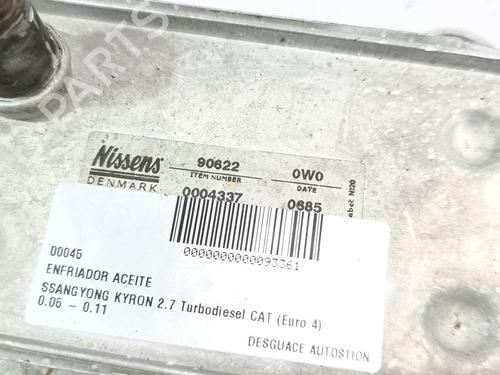 Nissens
90622
0W0
ITEM NUMBER
DENMARK
0004337
DATE
0685
0000000000093361
00045
ENFRIADOR ACEITE
SSANGYONG KYRON 2.7 Turbodiesel CAT (Euro 4)
0.05 - 0.11
DESGUACE AUTOSTION